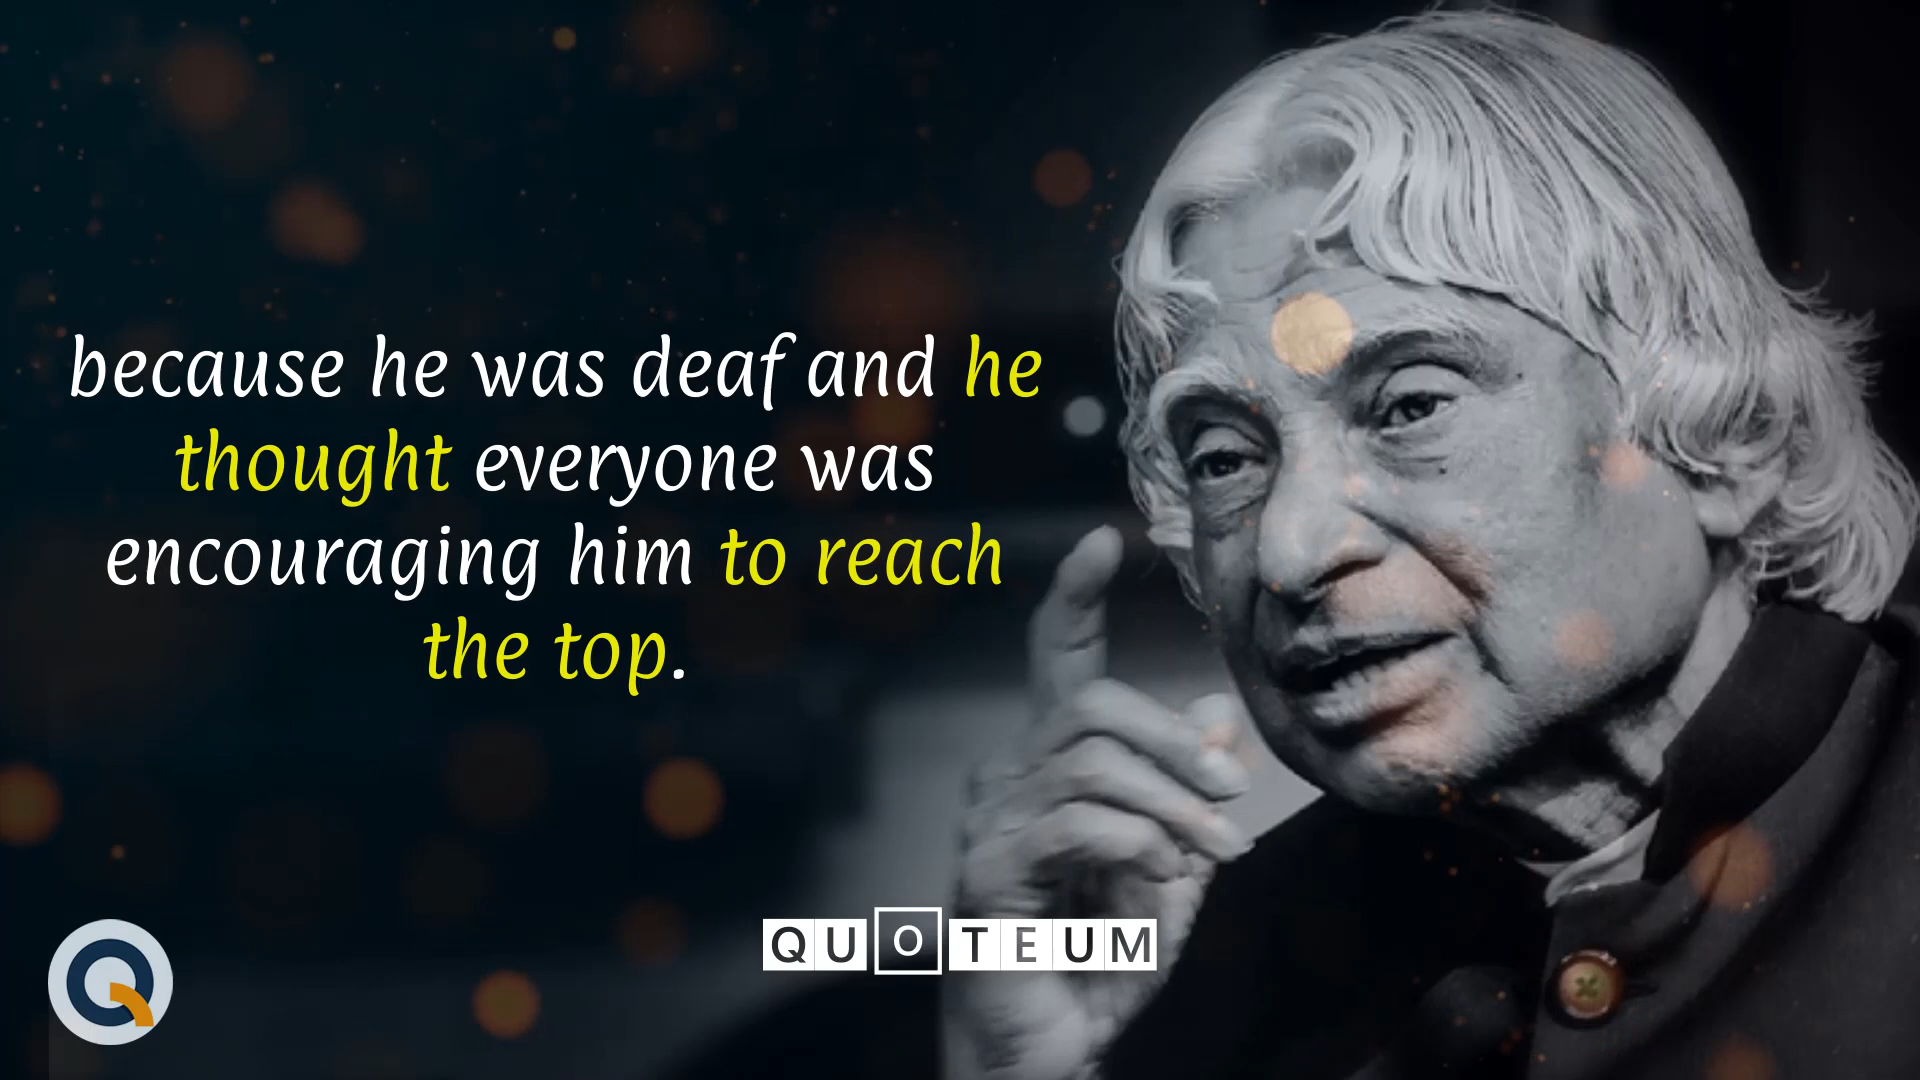 because he was deaf and he
thought everyone was
encouraging him to reach
the top.
QUOTEUM